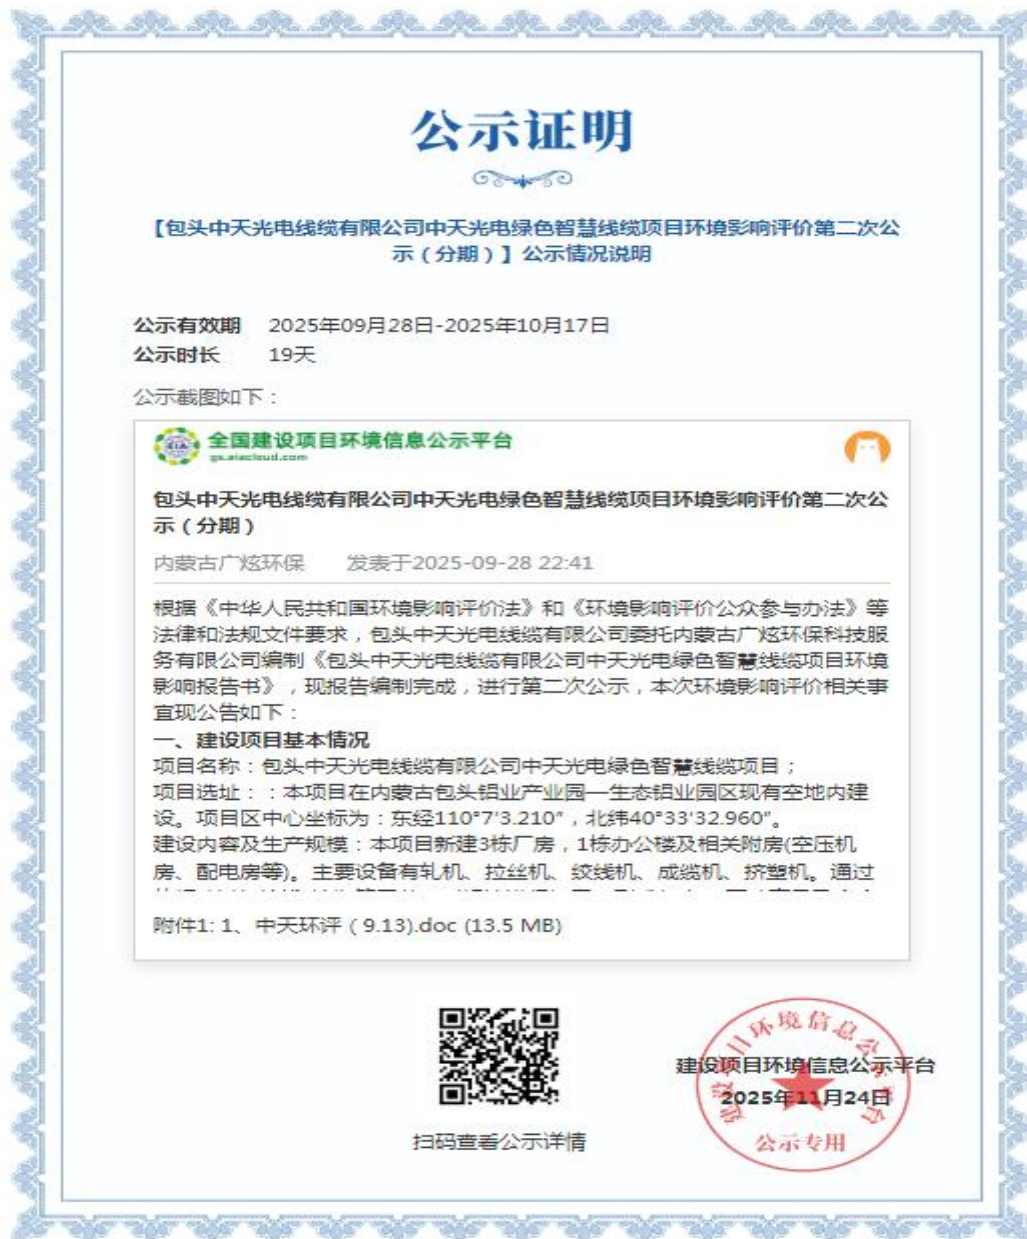 公示证明
【包头中天光电线缆有限公司中天光电绿色智慧线缆项目环境影响评价第二次公
示（分期）】公示情况说明
公示有效期 2025年09月28日-2025年10月17日
公示时长 19天
公示截图如下：
全国建设项目环境信息公示平台
gs.eiacloud.com
包头中天光电线缆有限公司中天光电绿色智慧线缆项目环境影响评价第二次公
示（分期）
内蒙古广炫环保 发表于2025-09-28 22:41
根据《中华人民共和国环境影响评价法》和《环境影响评价公众参与办法》等
法律和法规文件要求，包头中天光电线缆有限公司委托内蒙古广炫环保科技服
务有限公司编制《包头中天光电线缆有限公司中天光电绿色智慧线缆项目环境
影响报告书》，现报告编制完成，进行第二次公示，本次环境影响评价相关事
宜现公告如下：
一、建设项目基本情况
项目名称：包头中天光电线缆有限公司中天光电绿色智慧线缆项目；
项目选址：：本项目在内蒙古包头铝业产业园—生态铝业园区现有空地内建
设。项目区中心坐标为：东经110°7'3.210"，北纬40°33'32.960"。
建设内容及生产规模：本项目新建3栋厂房，1栋办公楼及相关附房(空压机
房、配电房等)。主要设备有轧机、拉丝机、绞线机、成缆机、挤塑机。通过
附件1: 1、中天环评（9.13).doc (13.5 MB)
扫码查看公示详情
建设项目环境信息公示平台
2025年11月24日
建设项目环境信息公示平台
公示专用